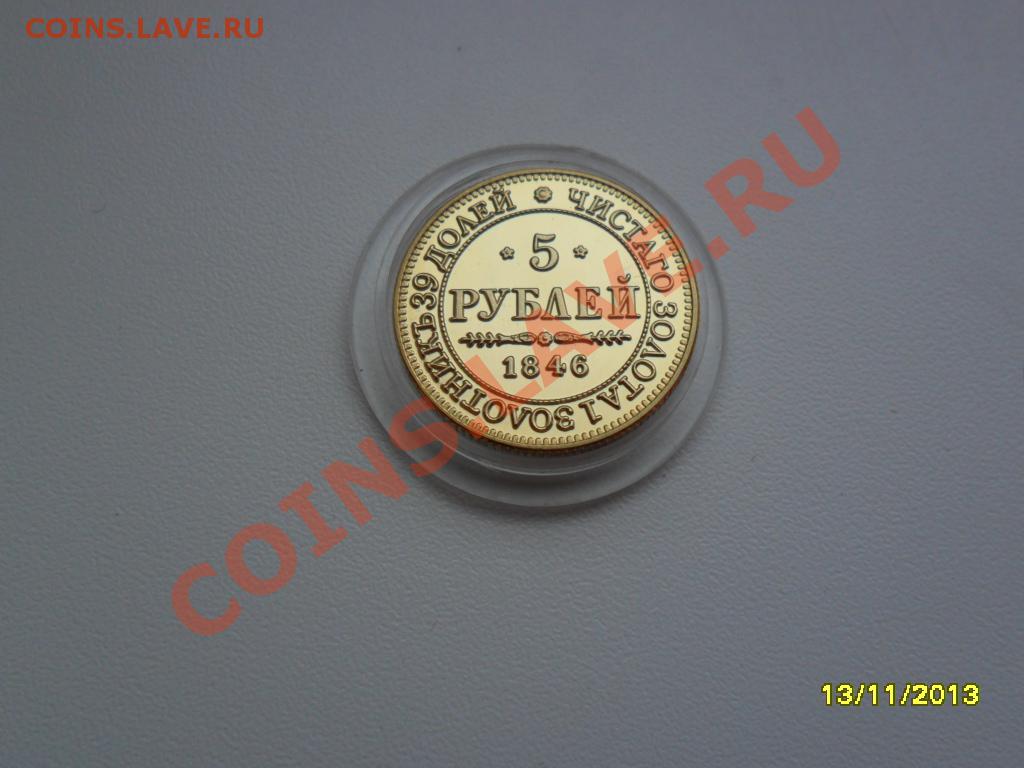 COINS.LAVE.RU
ЧИСТАГО ЗОЛОТА 1 ЗОЛОТНИКЪ 39 ДОЛЕЙ
5
РУБЛЕЙ
1846
COINS.LAVE.RU
13/11/2013